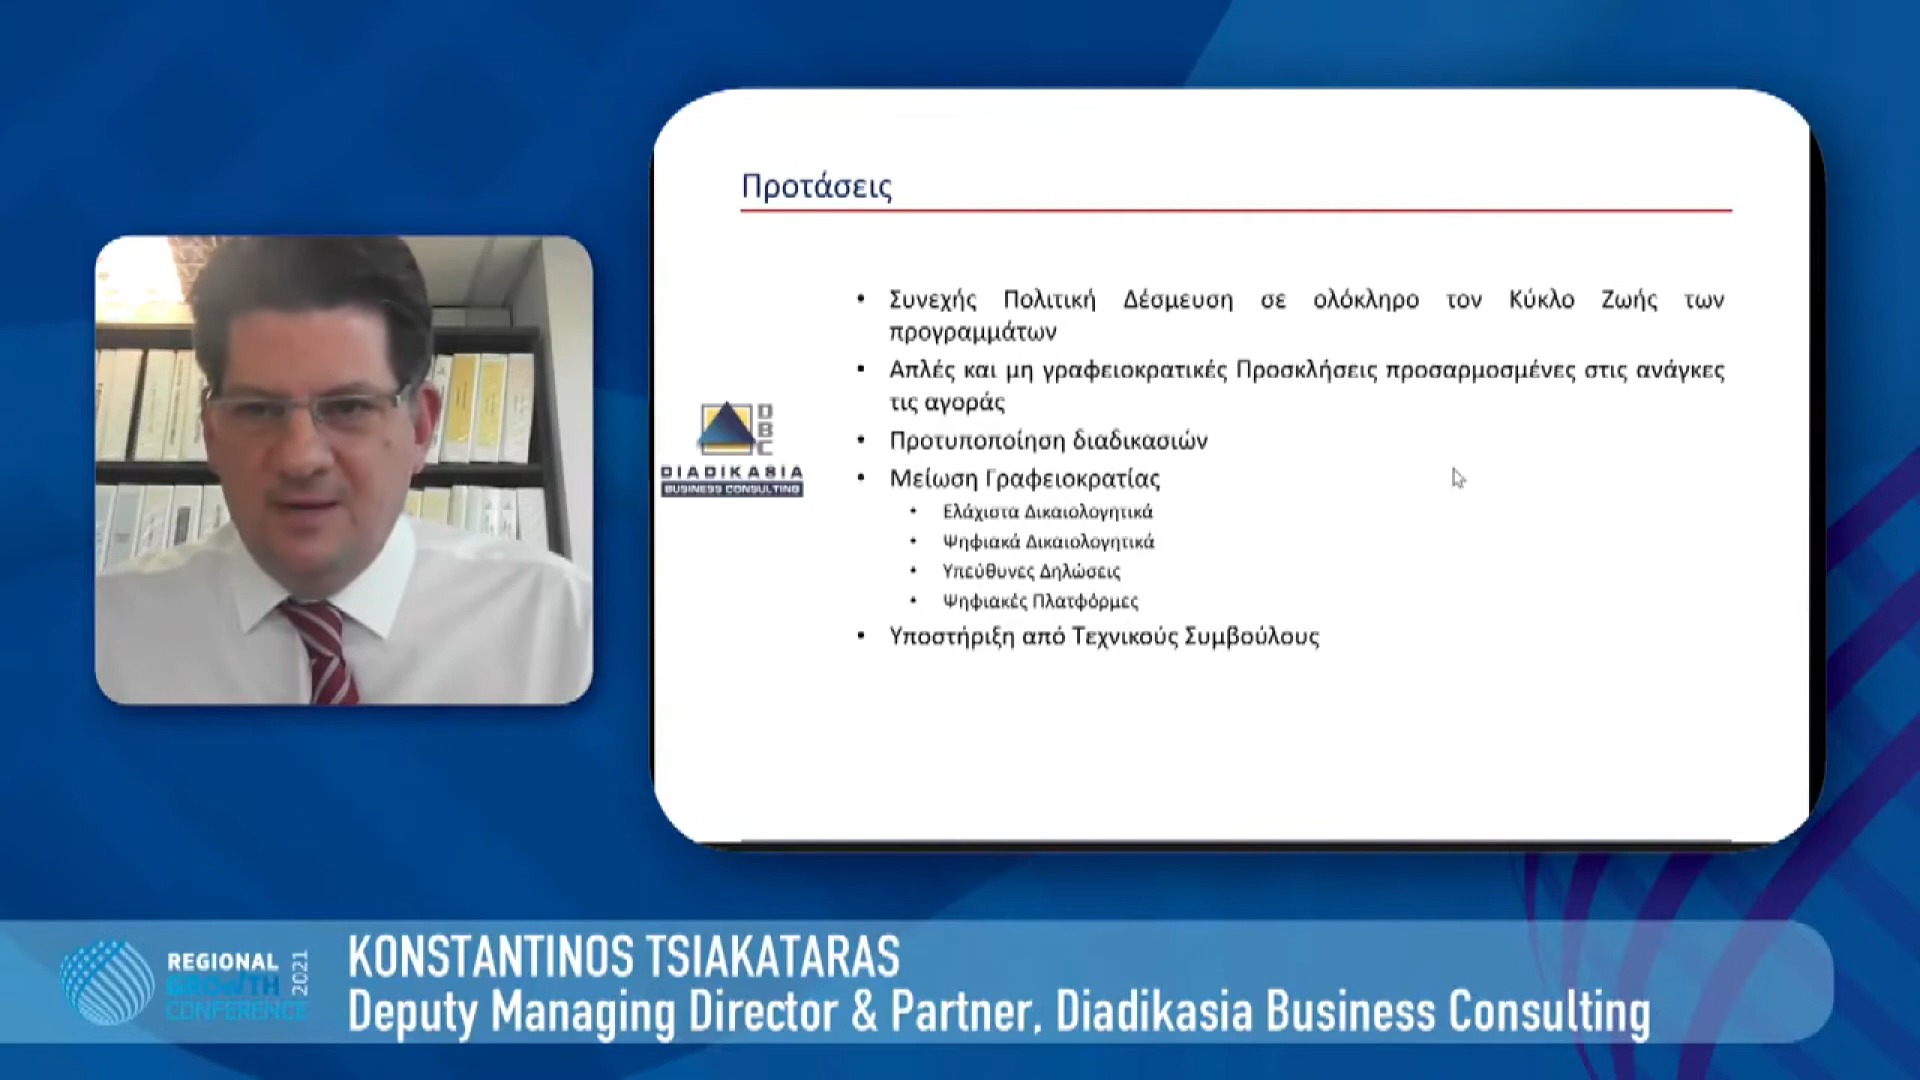 Προτάσεις
• Συνεχής Πολιτική Δέσμευση σε ολόκληρο τον Κύκλο Ζωής των
προγραμμάτων
• Απλές και μη γραφειοκρατικές Προσκλήσεις προσαρμοσμένες στις ανάγκες
τις αγοράς
• Προτυποποίηση διαδικασιών
• Μείωση Γραφειοκρατίας
• Ελάχιστα Δικαιολογητικά
• Ψηφιακά Δικαιολογητικά
• Υπεύθυνες Δηλώσεις
• Ψηφιακές Πλατφόρμες
• Υποστήριξη από Τεχνικούς Συμβούλους
DBC
DIADIKASIA
BUSINESS CONSULTING
REGIONAL
GROWTH
CONFERENCE
2021
KONSTANTINOS TSIAKATARAS
Deputy Managing Director & Partner, Diadikasia Business Consulting